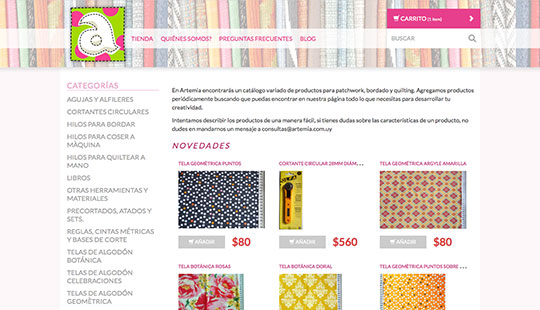 a
CARRITO (1 item)
TIENDA QUIÉNES SOMOS? PREGUNTAS FRECUENTES BLOG
BUSCAR
CATEGORÍAS
AGUJAS Y ALFILERES
CORTANTES CIRCULARES
HILOS PARA BORDAR
HILOS PARA COSER A
MÁQUINA
HILOS PARA QUILTEAR A
MANO
LIBROS
OTRAS HERRAMIENTAS Y
MATERIALES
PRECORTADOS, ATADOS Y
SETS.
REGLAS, CINTAS MÉTRICAS
Y BASES DE CORTE
TELAS DE ALGODÓN
BOTÁNICA
TELAS DE ALGODÓN
CELEBRACIONES
TELAS DE ALGODÓN
GEOMÉTRICA
En Artemia encontrarás un catálogo variado de productos para patchwork, bordado y quilting. Agregamos productos
periódicamente buscando que puedas encontrar en nuestra página todo lo que necesitas para desarrollar tu
creatividad.
Intentamos describir los productos de una manera fácil, si tienes dudas sobre las características de un producto, no
dudes en mandarnos un mensaje a consultas@artemia.com.uy
NOVEDADES
TELA GEOMÉTRICA PUNTOS
CORTANTE CIRCULAR 28MM DIÁM...
TELA GEOMÉTRICA ARGYLE AMARILLA
AÑADIR $80
AÑADIR $560
AÑADIR $80
TELA BOTÁNICA ROSAS
TELA BOTÁNICA DORAL
TELA GEOMÉTRICA PUNTOS SOBRE ...